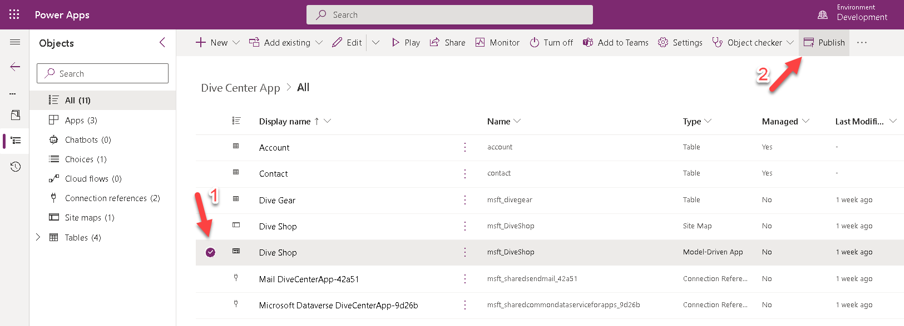 Power Apps
Search
Environment
Development
Objects
New
Add existing
Edit
Play
Share
Monitor
Turn off
Add to Teams
Settings
Object checker
Publish
2
Search
All (11)
Apps (3)
Chatbots (0)
Choices (1)
Cloud flows (0)
Connection references (2)
Site maps (1)
Tables (4)
Dive Center App > All
Display name ↑ Name Type Managed Last Modifi...
Account account Table Yes -
Contact contact Table Yes -
Dive Gear msft_divegear Table No 1 week ago
1
Dive Shop msft_DiveShop Site Map No 1 week ago
Dive Shop msft_DiveShop Model-Driven App No 1 week ago
Mail DiveCenterApp-42a51 msft_sharedsendmail_42a51 Connection Refere... No 1 week ago
Microsoft Dataverse DiveCenterApp-9d26b msft_sharedcommondataserviceforapps_9d26b Connection Refere... No 1 week ago